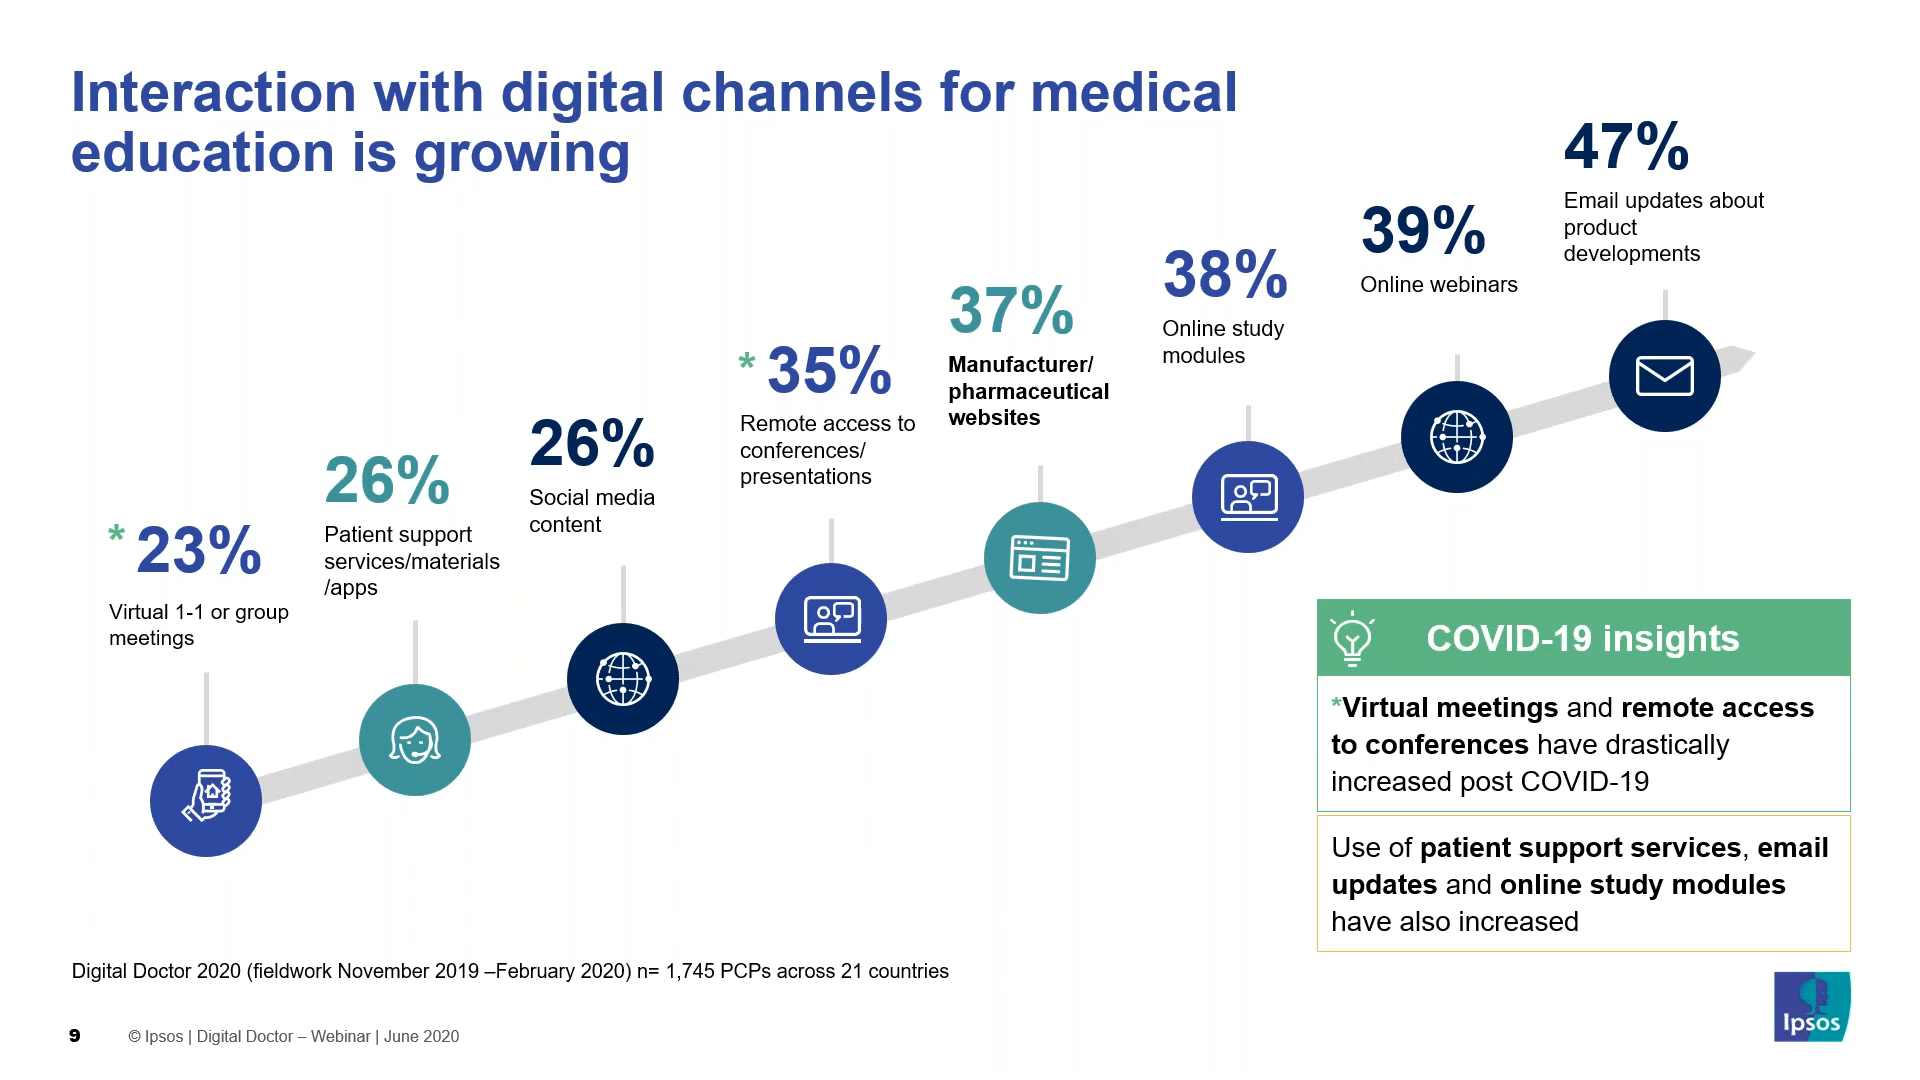 Interaction with digital channels for medical
education is growing
* 23%
Virtual 1-1 or group
meetings
26%
Patient support
services/materials
/apps
26%
Social media
content
* 35%
Remote access to
conferences/
presentations
37%
Manufacturer/
pharmaceutical
websites
38%
Online study
modules
39%
Online webinars
47%
Email updates about
product
developments
COVID-19 insights
*Virtual meetings and remote access
to conferences have drastically
increased post COVID-19
Use of patient support services, email
updates and online study modules
have also increased
Digital Doctor 2020 (fieldwork November 2019 –February 2020) n= 1,745 PCPs across 21 countries
9
© Ipsos | Digital Doctor – Webinar | June 2020
Ipsos